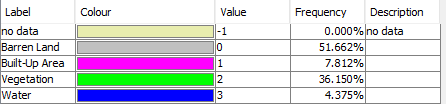 Label Colour Value Frequency Description
no data -1 0.000% no data
Barren Land 0 51.662%
Built-Up Area 1 7.812%
Vegetation 2 36.150%
Water 3 4.375%